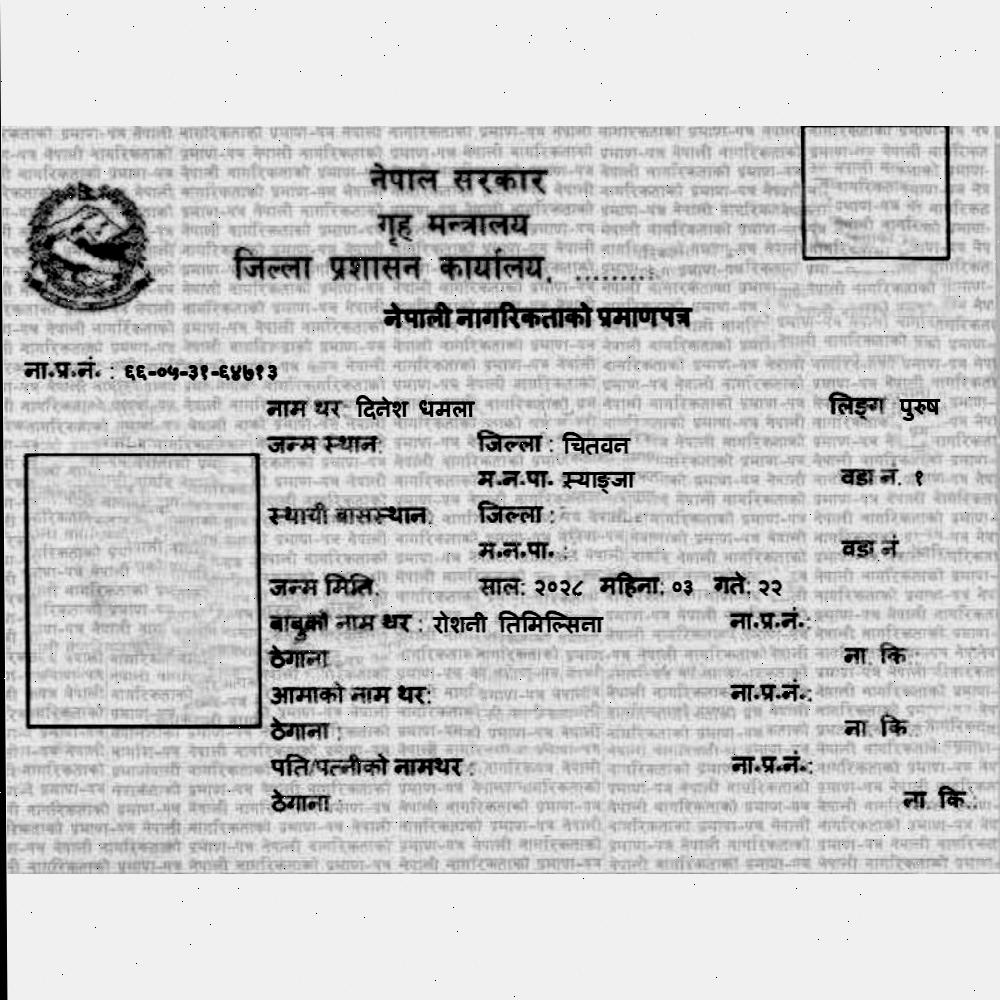 नेपाल सरकार
गृह मन्त्रालय
जिल्ला प्रशासन कार्यालय, .........
नेपाली नागरिकताको प्रमाणपत्र
ना.प्र.नं. : ६६-०५-३१-६४७१३
नाम थर: दिनेश धमला लिङ्ग पुरुष
जन्म स्थान: जिल्ला : चितवन
म.न.पा. स्याङ्जा वडा नं. १
स्थायी बासस्थान: जिल्ला :
म.न.पा. : वडा नं.
जन्म मिति: साल: २०२८ महिना: ०३ गते: २२
बाबुको नाम थर : रोशनी तिमिल्सिना ना.प्र.नं.:
ठेगाना ना. कि.:
आमाको नाम थर: ना.प्र.नं.:
ठेगाना : ना. कि.
पति/पत्नीको नामथर : ना.प्र.नं.:
ठेगाना : ना. कि.: